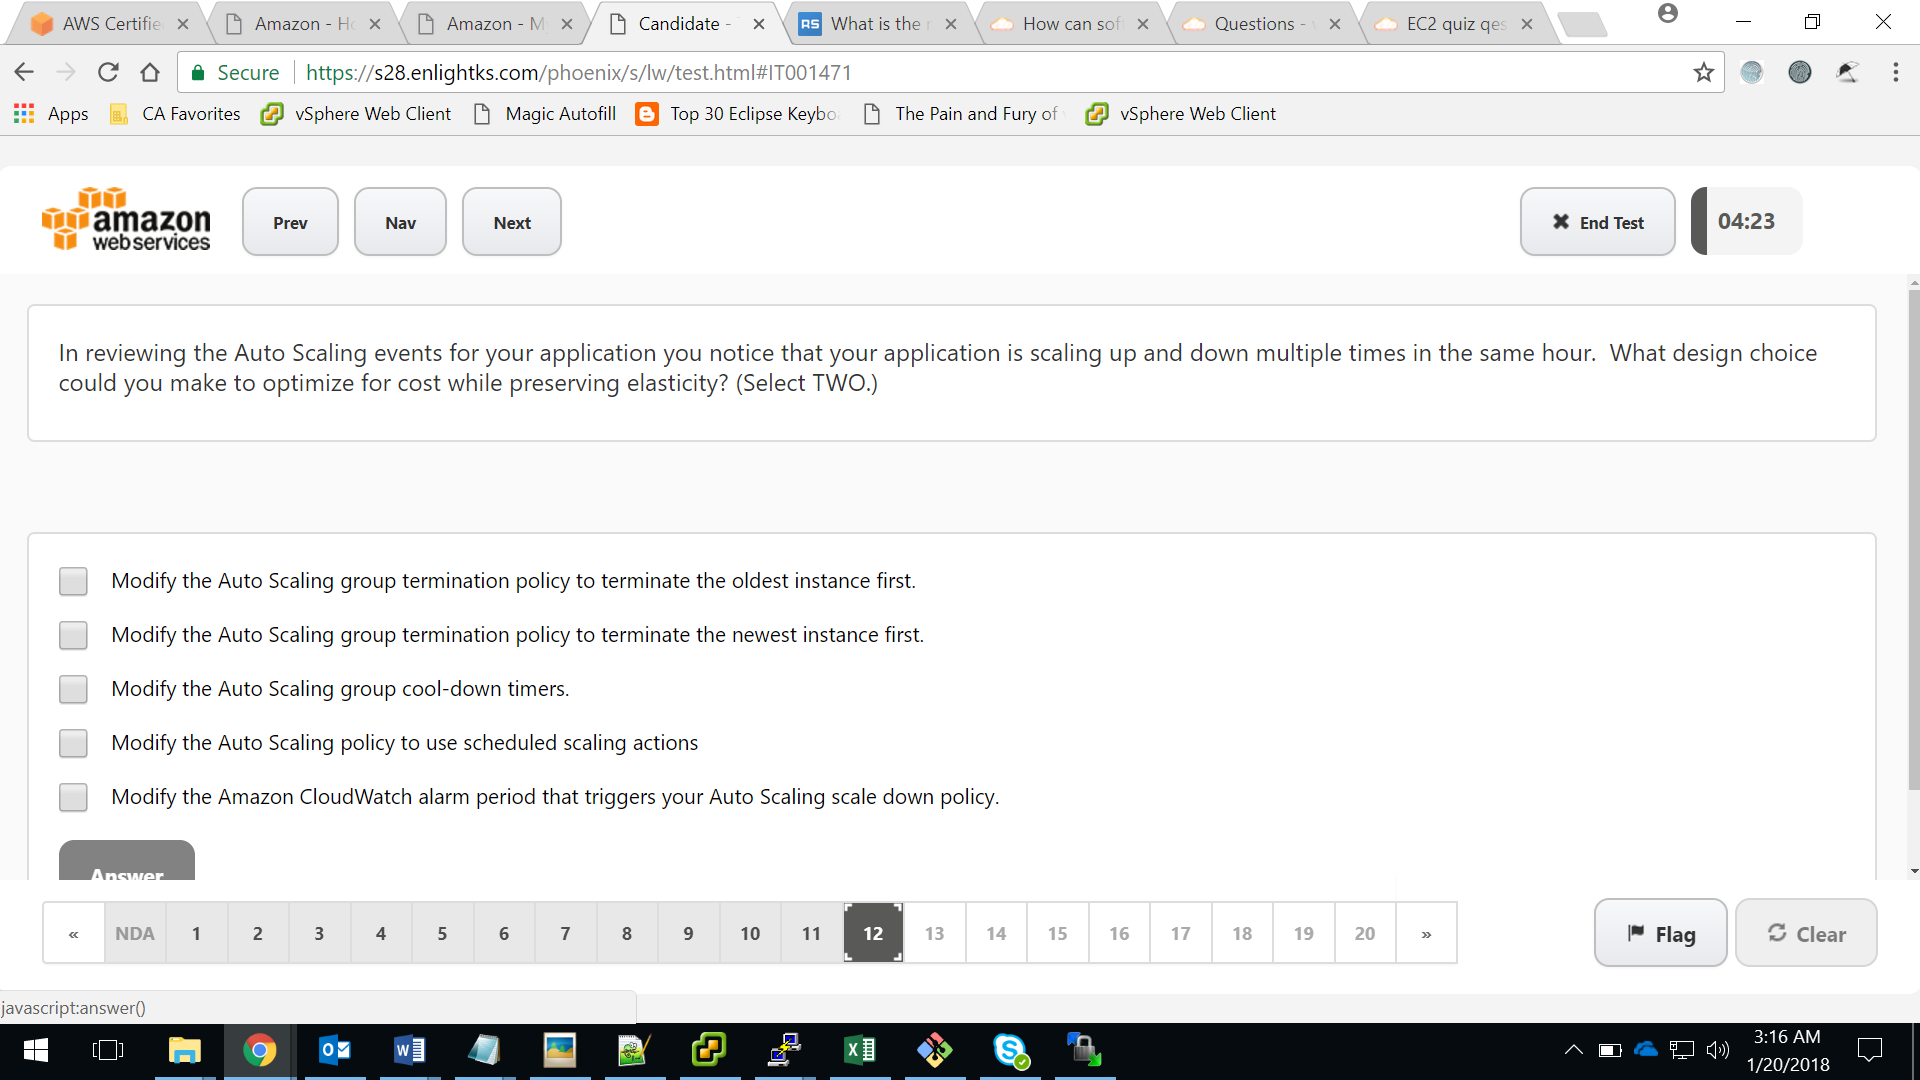 AWS Certifie
Amazon - Ho
Amazon - M
Candidate -
What is the
How can sof
Questions -
EC2 quiz qes
Secure
https://s28.enlightks.com/phoenix/s/lw/test.html#IT001471
Apps
CA Favorites
vSphere Web Client
Magic Autofill
Top 30 Eclipse Keybo
The Pain and Fury of
vSphere Web Client
amazon
webservices
Prev
Nav
Next
End Test
04:23
In reviewing the Auto Scaling events for your application you notice that your application is scaling up and down multiple times in the same hour.  What design choice
could you make to optimize for cost while preserving elasticity? (Select TWO.)
Modify the Auto Scaling group termination policy to terminate the oldest instance first.
Modify the Auto Scaling group termination policy to terminate the newest instance first.
Modify the Auto Scaling group cool-down timers.
Modify the Auto Scaling policy to use scheduled scaling actions
Modify the Amazon CloudWatch alarm period that triggers your Auto Scaling scale down policy.
Answer
« NDA 1 2 3 4 5 6 7 8 9 10 11 12 13 14 15 16 17 18 19 20 »
Flag
Clear
javascript:answer()
3:16 AM
1/20/2018